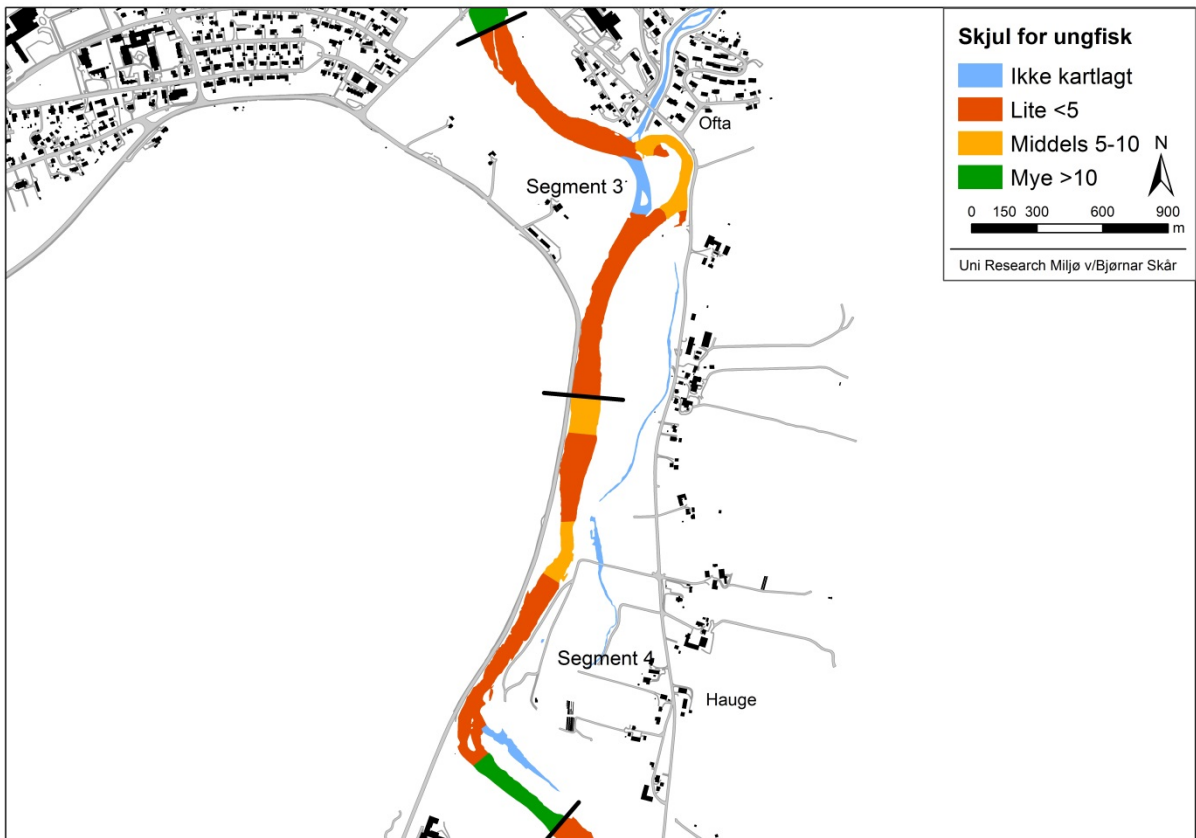 Skjul for ungfisk
Ikke kartlagt
Lite <5
Middels 5-10
Mye >10
N
0 150 300 600 900
m
Uni Research Miljø v/Bjørnar Skår
Ofta
Segment 3
Segment 4
Hauge